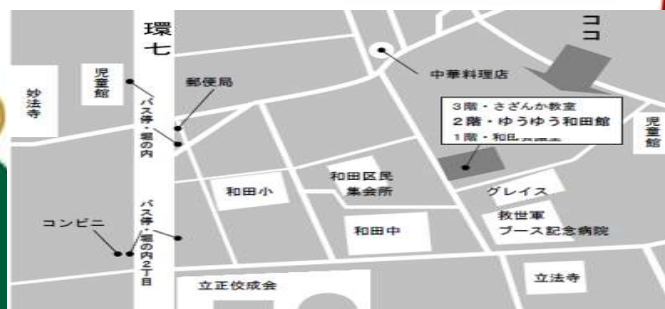 環七
ココ
児童館
郵便局
中華料理店
妙法寺
バス停・堀の内
3階・さざんか教室
2階・ゆうゆう和田館
1階・和田
児童館
和田小
和田区民
集会所
グレイス
コンビニ
バス停・堀の内2丁目
和田中
救世軍
ブース記念病院
立正佼成会
立法寺